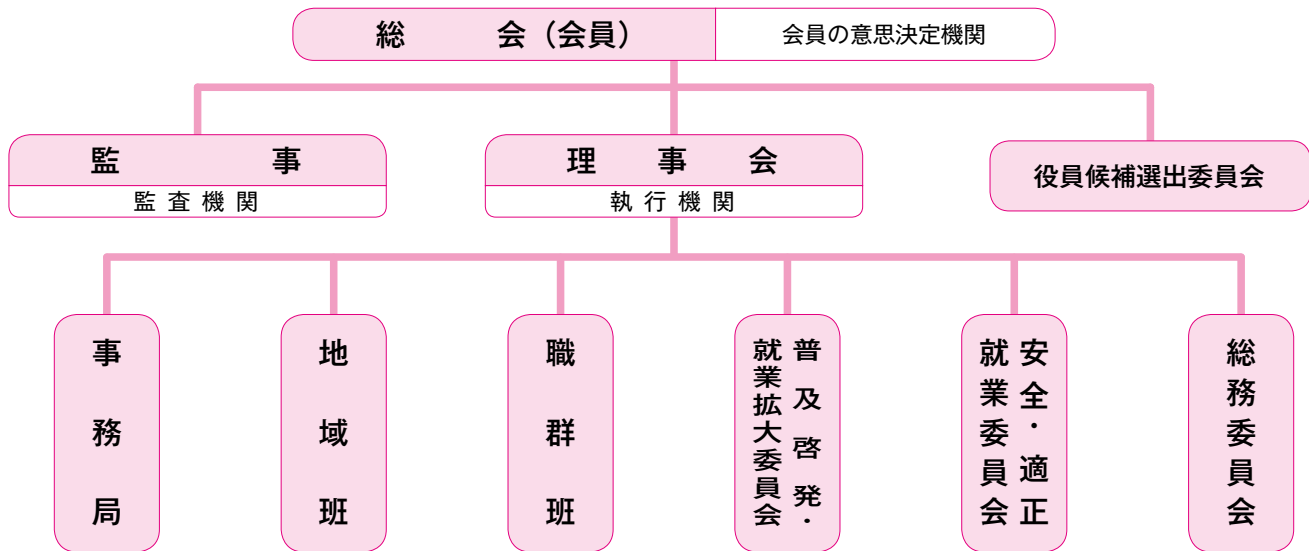 総　会（会員）
会員の意思決定機関
監　事
監査機関
理事会
執行機関
役員候補選出委員会
事務局
地域班
職群班
普及啓発・
就業拡大委員会
安全・適正
就業委員会
総務委員会